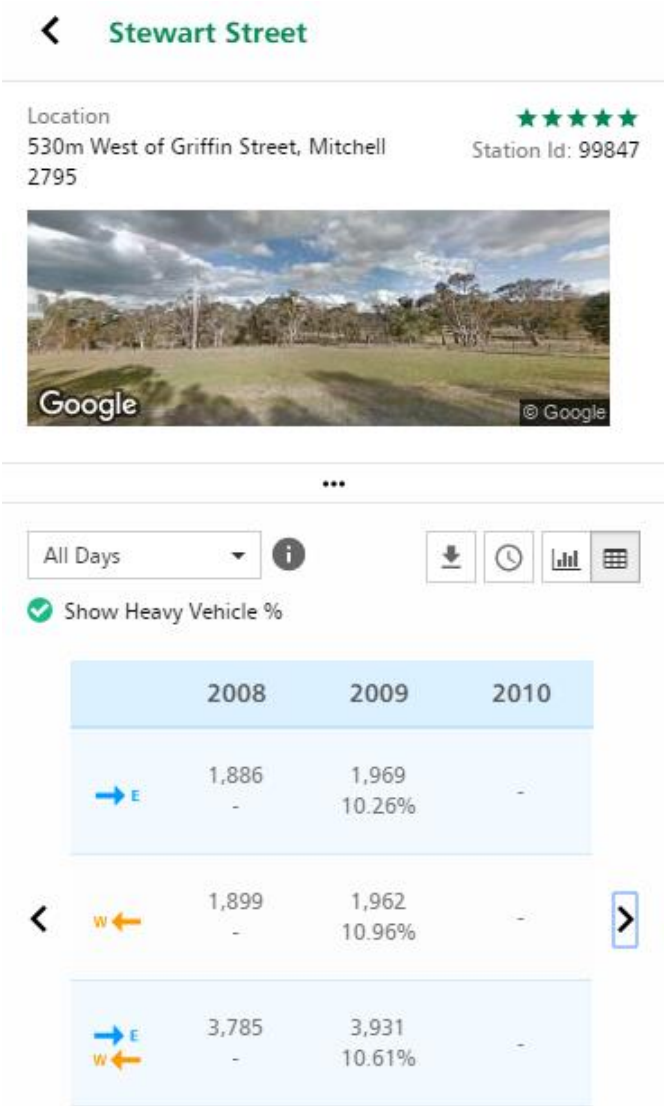 Stewart Street
Location
530m West of Griffin Street, Mitchell
2795
Station Id: 99847
Google
© Google
All Days
Show Heavy Vehicle %
2008 2009 2010
E 1,886 1,969 -
- 10.26%
W 1,899 1,962 -
- 10.96%
E 3,785 3,931 -
W - 10.61%